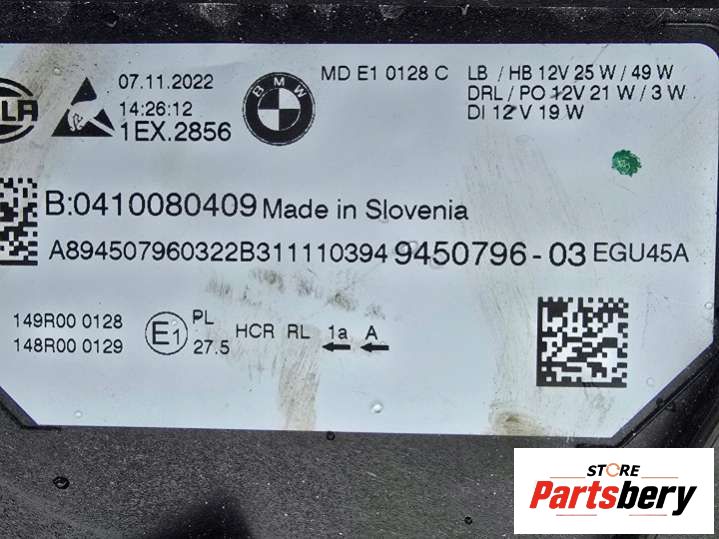 07.11.2022
14:26:12
1EX.2856
BMW
MD E1 0128 C
LB / HB 12V 25 W / 49 W
DRL / PO 12V 21 W / 3 W
DI 12 V 19 W
B:0410080409 Made in Slovenia
A894507960322B311110394 9450796-03 EGU45A
149R00 0128
148R00 0129
E1
PL
27.5
HCR RL 1a A
STORE
Partsbery